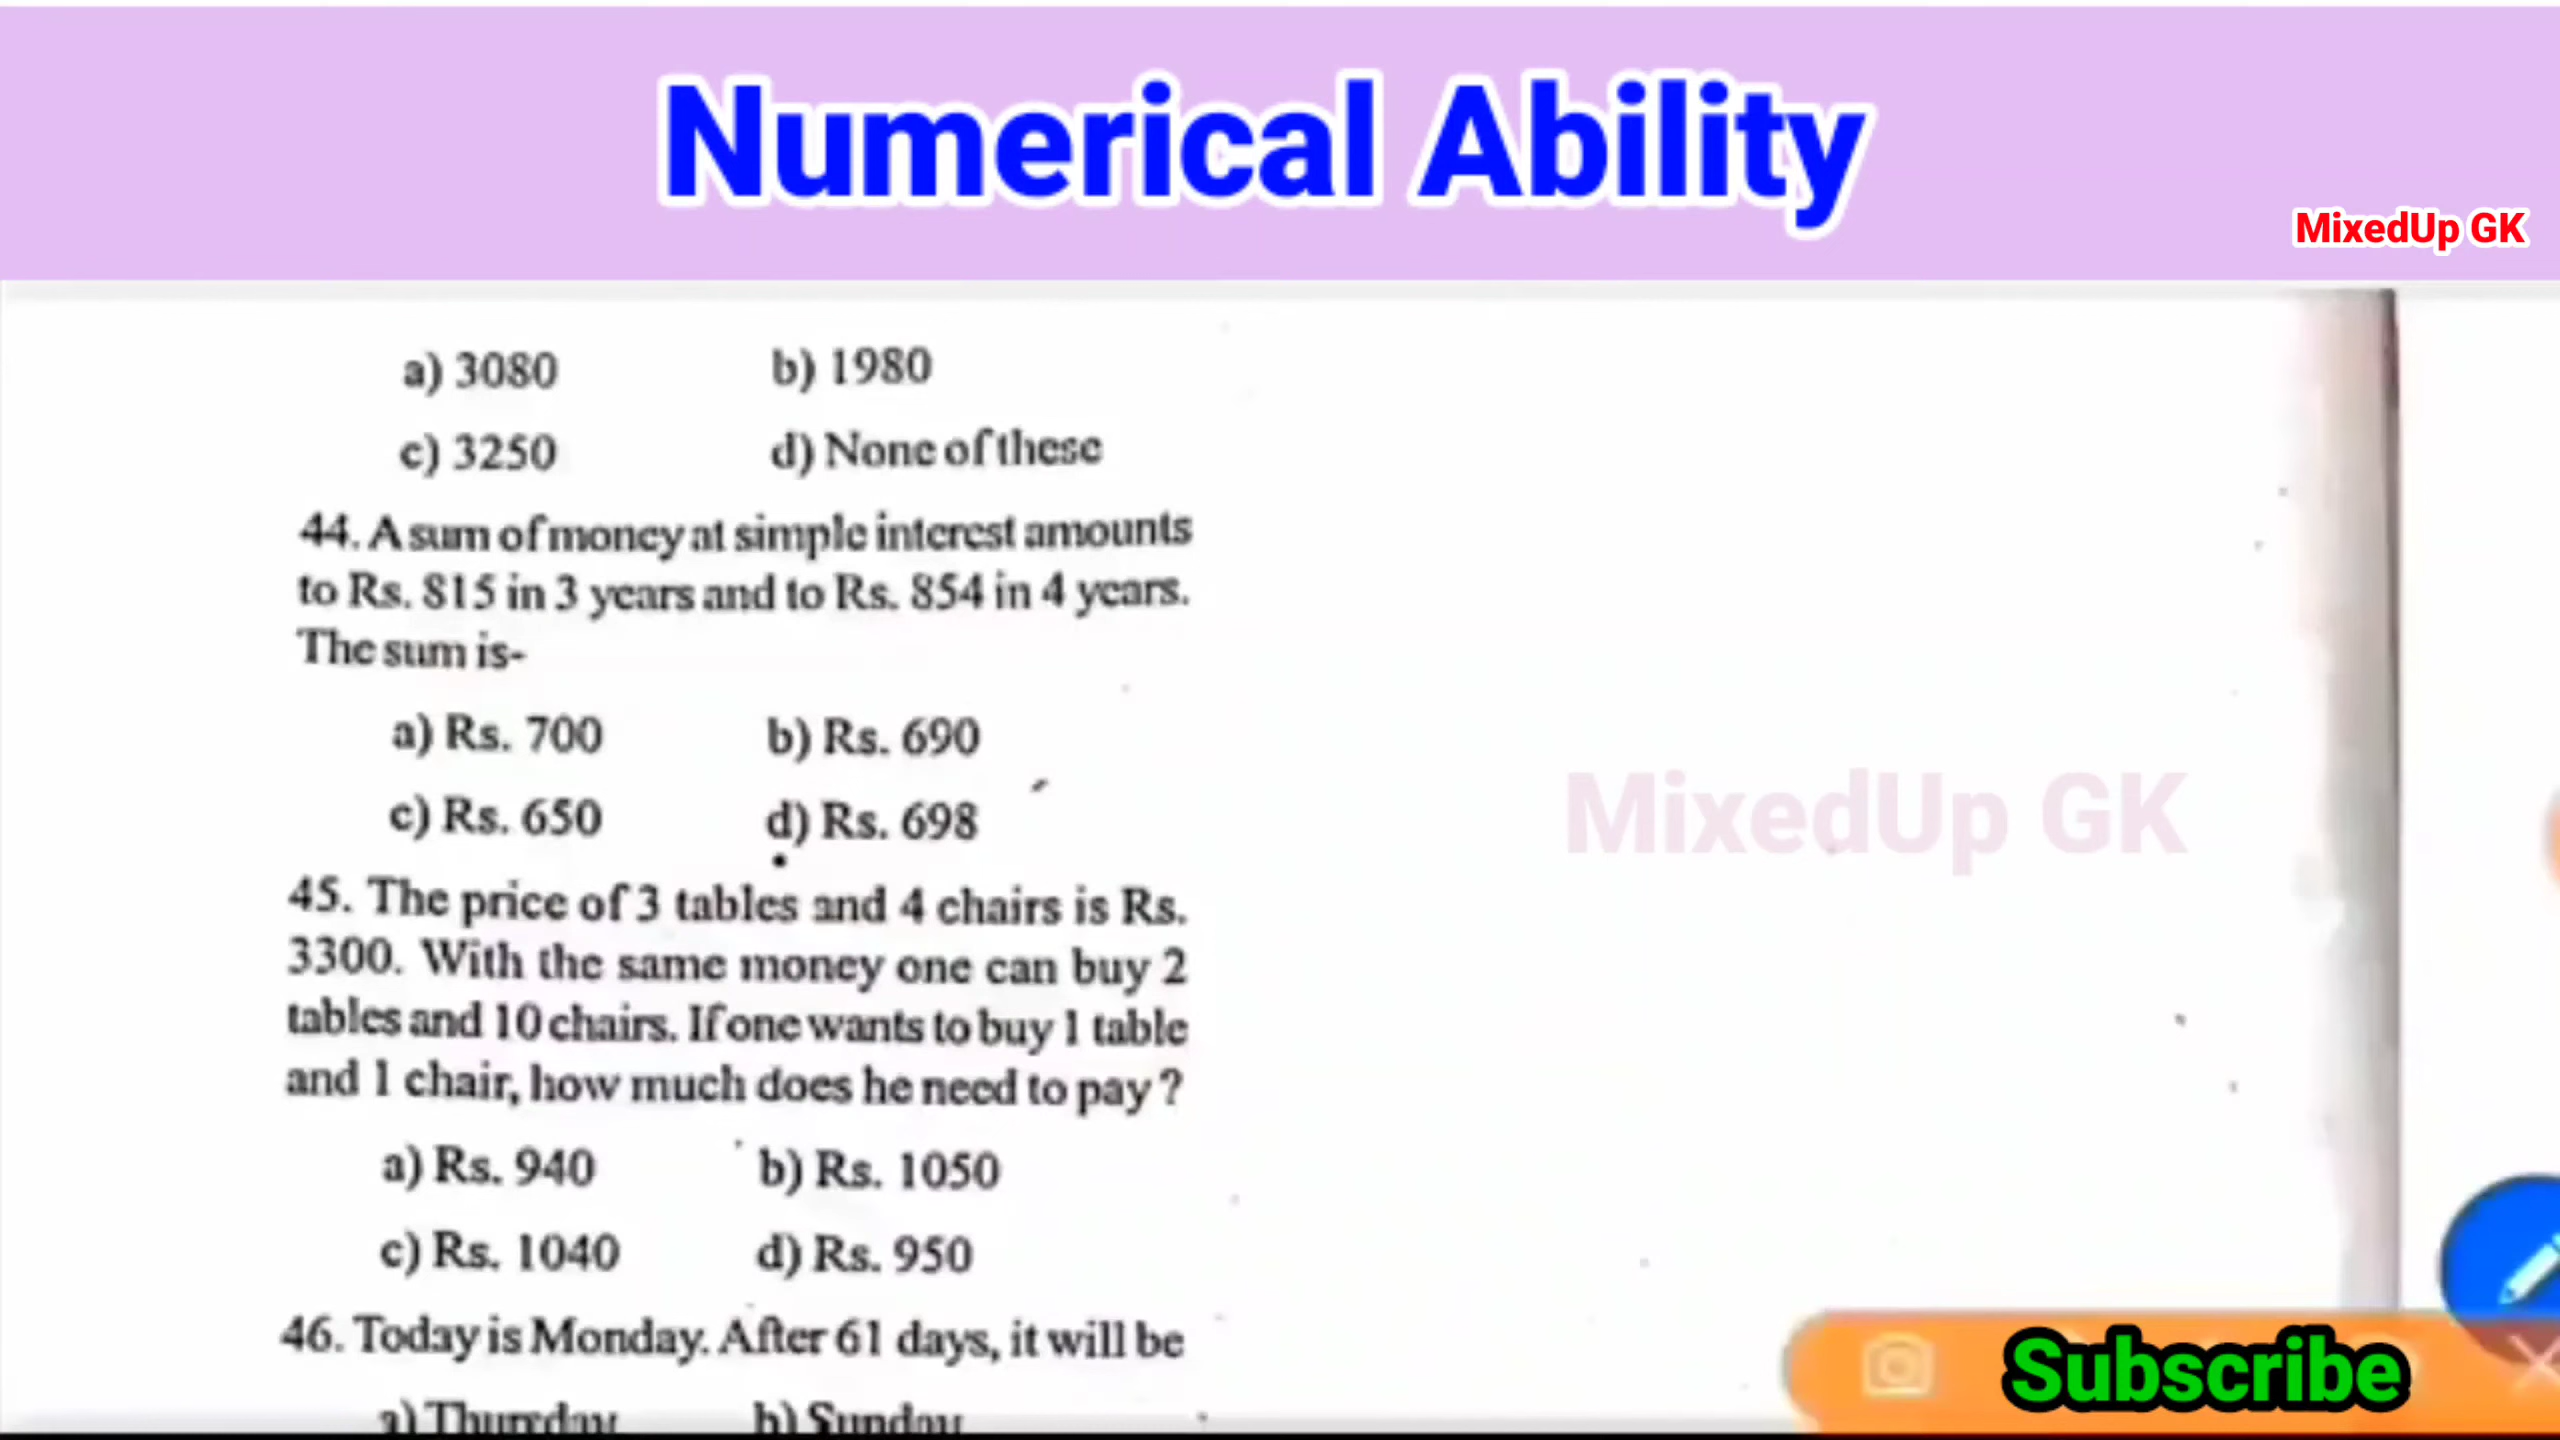 Numerical Ability
MixedUp GK
a) 3080 b) 1980
c) 3250 d) None of these
44. A sum of money at simple interest amounts
to Rs. 815 in 3 years and to Rs. 854 in 4 years.
The sum is-
a) Rs. 700 b) Rs. 690
c) Rs. 650 d) Rs. 698
MixedUp GK
45. The price of 3 tables and 4 chairs is Rs.
3300. With the same money one can buy 2
tables and 10 chairs. If one wants to buy 1 table
and 1 chair, how much does he need to pay ?
a) Rs. 940 b) Rs. 1050
c) Rs. 1040 d) Rs. 950
46. Today is Monday. After 61 days, it will be
a) Thursday b) Sunday
Subscribe